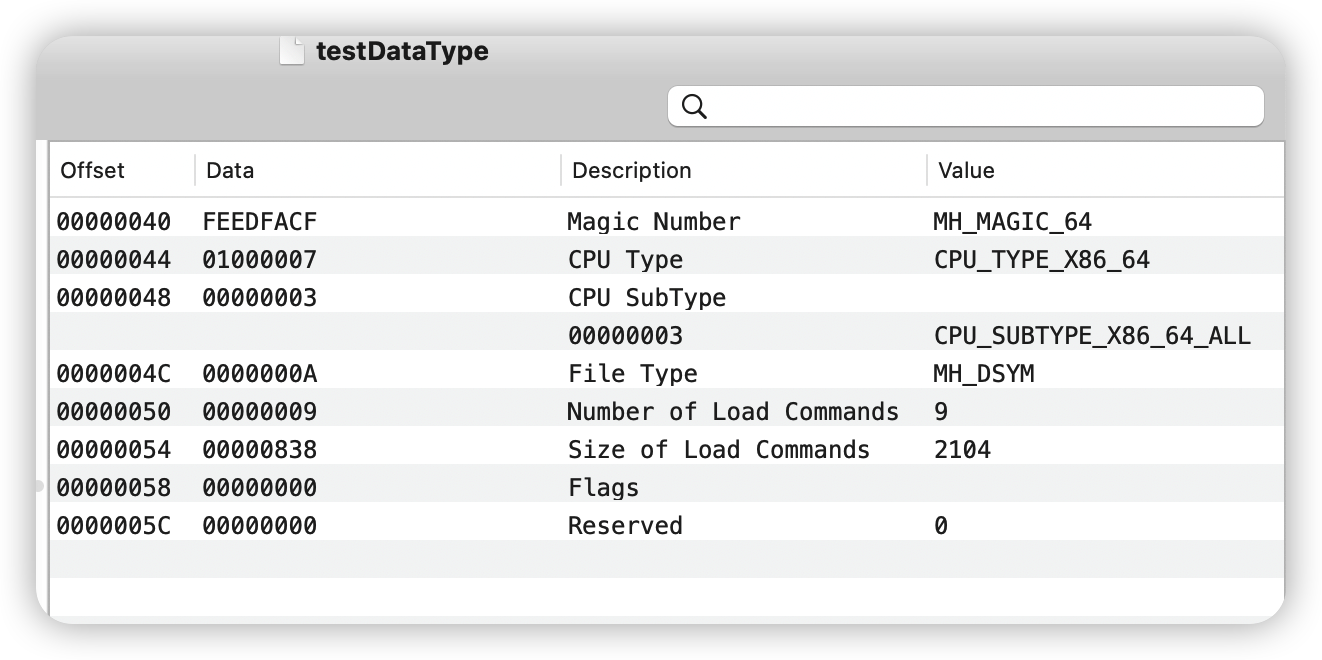 testDataType
Offset Data Description Value
00000040 FEEDFACF Magic Number MH_MAGIC_64
00000044 01000007 CPU Type CPU_TYPE_X86_64
00000048 00000003 CPU SubType
00000003 CPU_SUBTYPE_X86_64_ALL
0000004C 0000000A File Type MH_DSYM
00000050 00000009 Number of Load Commands 9
00000054 00000838 Size of Load Commands 2104
00000058 00000000 Flags
0000005C 00000000 Reserved 0